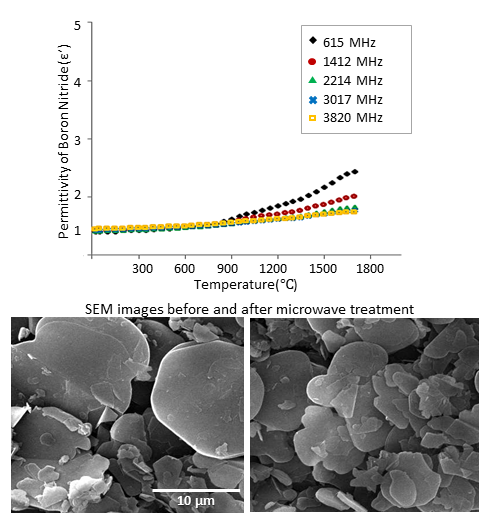 Permittivity of Boron Nitride (ε’)
5
4
3
2
1
615 MHz
1412 MHz
2214 MHz
3017 MHz
3820 MHz
300 600 900 1200 1500 1800
Temperature(°C)
SEM images before and after microwave treatment
10 μm